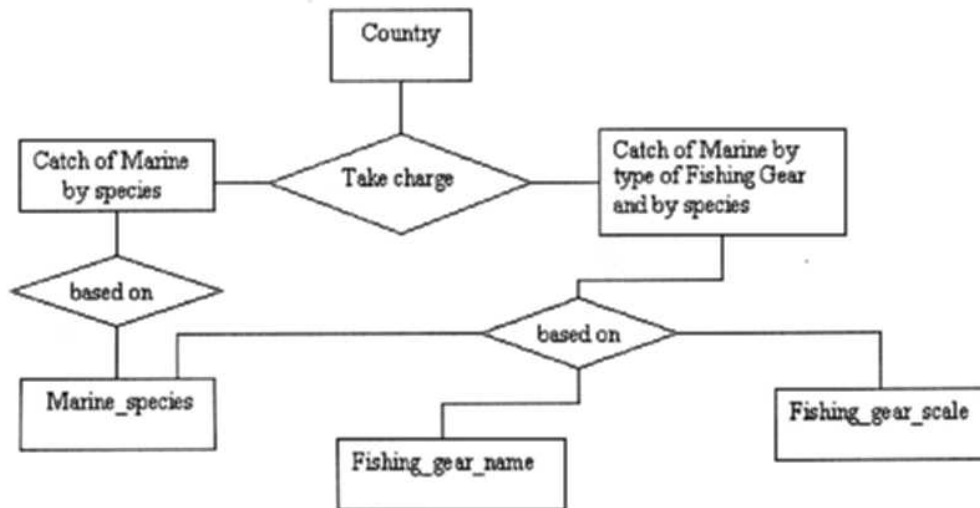 Country
Catch of Marine
by species
Take charge
Catch of Marine by
type of Fishing Gear
and by species
based on
based on
Marine_species
Fishing_gear_scale
Fishing_gear_name